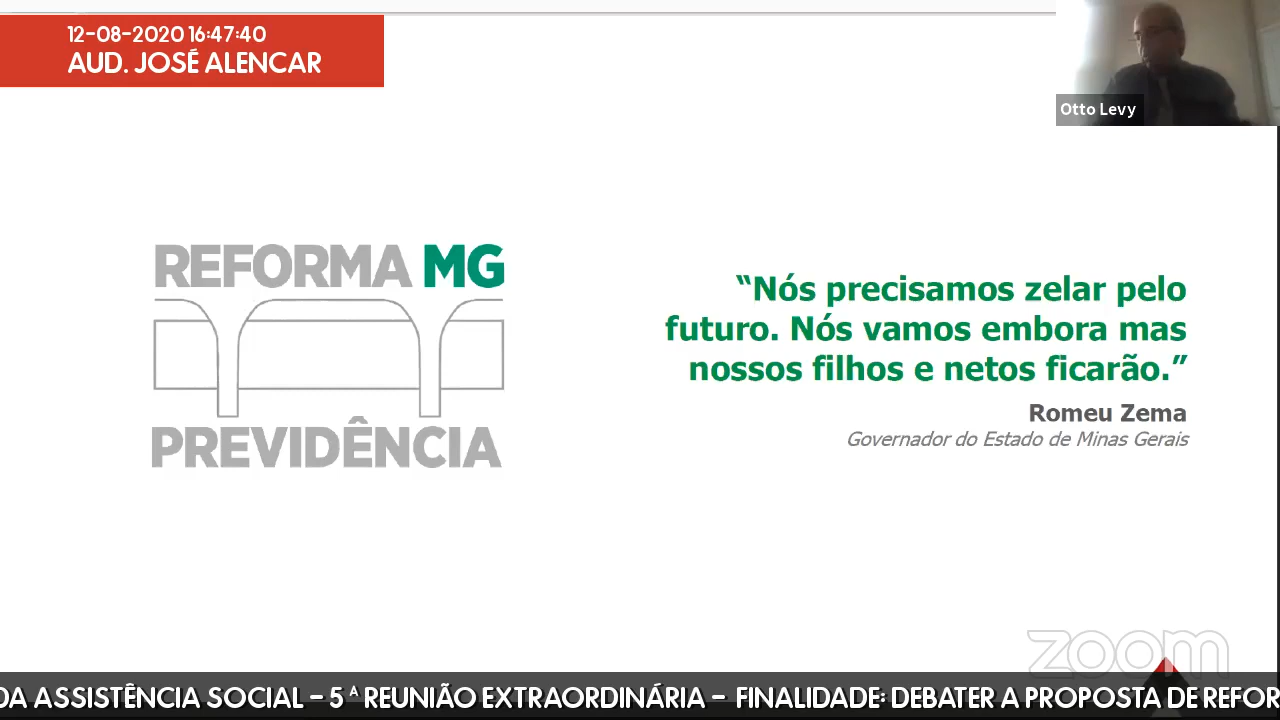 12-08-2020 16:47:40
AUD. JOSÉ ALENCAR
Otto Levy
REFORMA MG
PREVIDÊNCIA
“Nós precisamos zelar pelo
futuro. Nós vamos embora mas
nossos filhos e netos ficarão.”
Romeu Zema
Governador do Estado de Minas Gerais
zoom
DA ASSISTÊNCIA SOCIAL - 5 ª REUNIÃO EXTRAORDINÁRIA - FINALIDADE: DEBATER A PROPOSTA DE REFOR